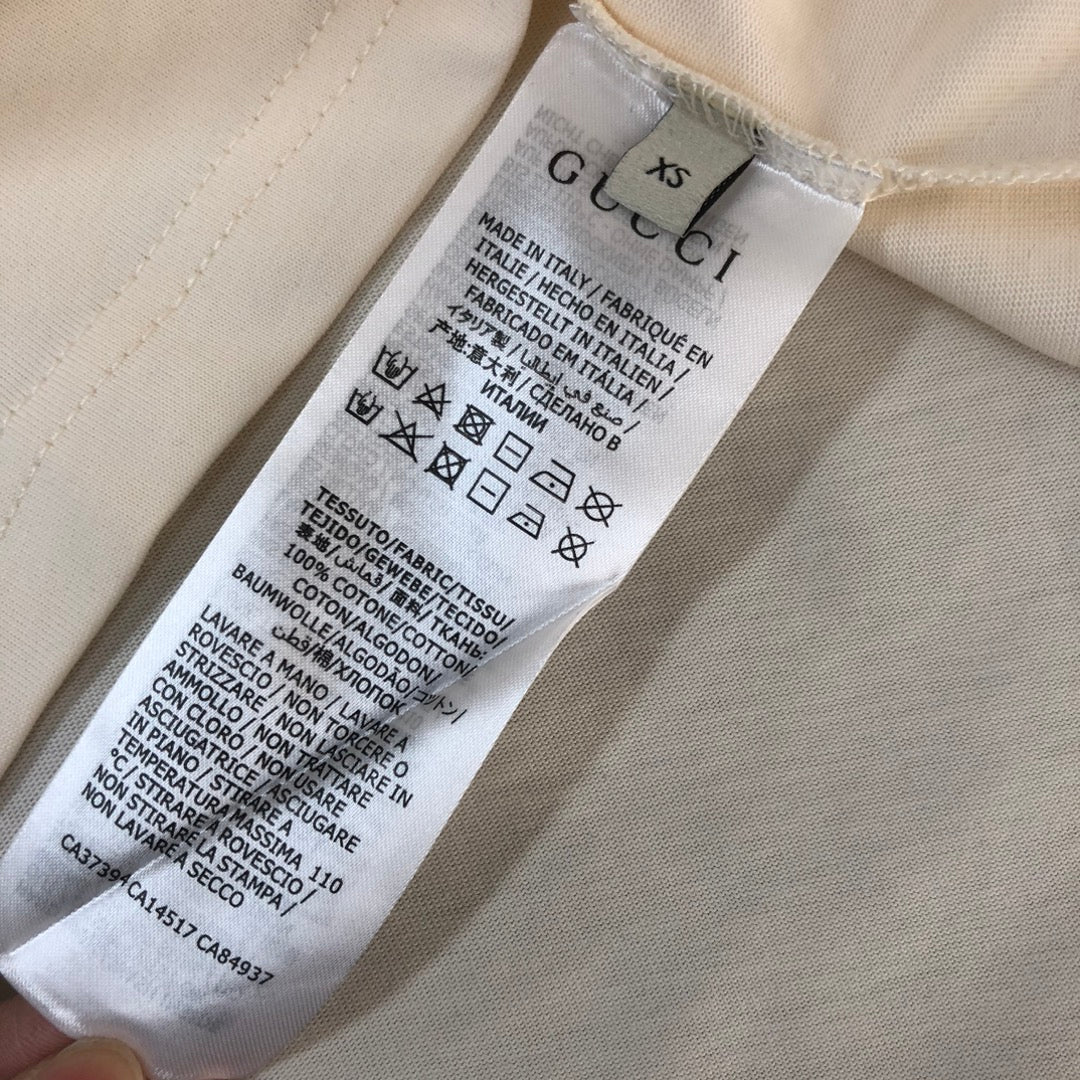 XS
GUCCI
MADE IN ITALY / FABRIQUÉ EN
ITALIE / HECHO EN ITALIA /
HERGESTELLT IN ITALIEN /
FABRICADO EM ITÁLIA /
イタリア製 / صنع في إيطاليا /
产地:意大利 / СДЕЛАНО В
ИТАЛИИ
TESSUTO/FABRIC/TISSU/
TEJIDO/GEWEBE/TECIDO/
表地/قماش/面料/ТКАНЬ:
100% COTONE/COTTON/
COTON/ALGODON/
BAUMWOLLE/ALGODÃO/コットン/
قطن/棉/ХЛОПОК
LAVARE A MANO / LAVARE A
ROVESCIO / NON TORCERE O
STRIZZARE / NON LASCIARE IN
AMMOLLO / NON TRATTARE
CON CLORO / NON USARE
ASCIUGATRICE / ASCIUGARE
IN PIANO / STIRARE A
TEMPERATURA MASSIMA 110
°C / STIRARE A ROVESCIO /
NON STIRARE LA STAMPA /
NON LAVARE A SECCO
CA37394CA14517 CA84937